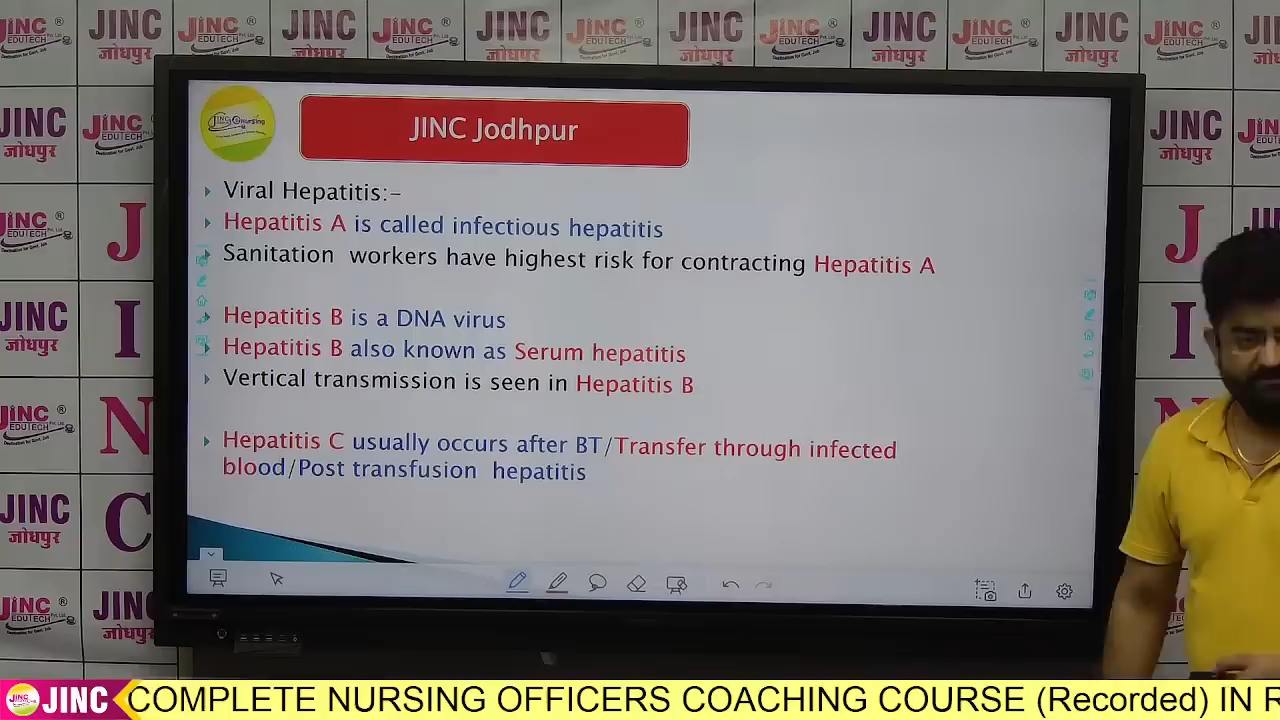 JINC Jodhpur
Viral Hepatitis:-
Hepatitis A is called infectious hepatitis
Sanitation workers have highest risk for contracting Hepatitis A
Hepatitis B is a DNA virus
Hepatitis B also known as Serum hepatitis
Vertical transmission is seen in Hepatitis B
Hepatitis C usually occurs after BT/Transfer through infected
blood/Post transfusion hepatitis
JINC EDUTECH
JINC जोधपुर
J
I
N
C
JINC COMPLETE NURSING OFFICERS COACHING COURSE (Recorded) IN R